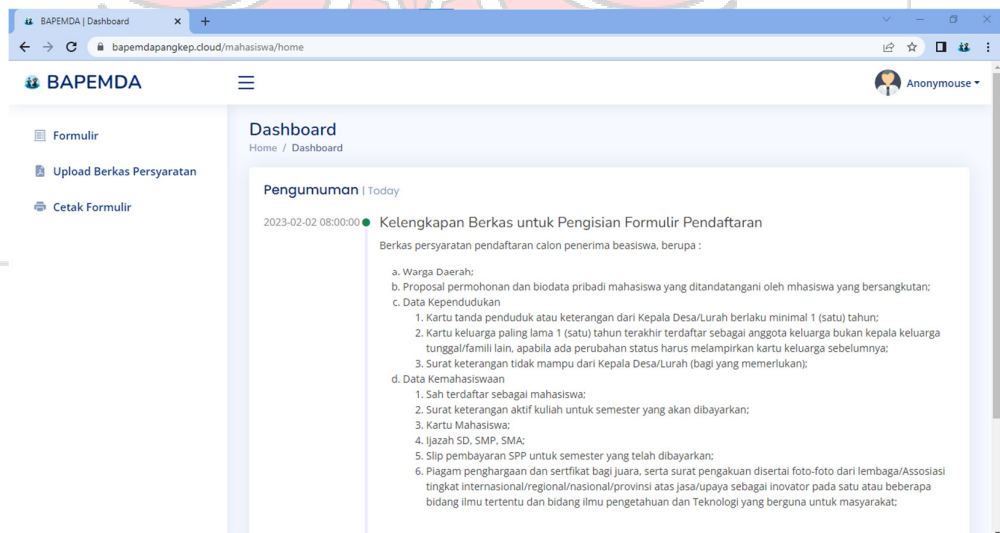 BAPEMDA | Dashboard
bapemdapangkep.cloud/mahasiswa/home
BAPEMDA
Anonymouse
Formulir
Upload Berkas Persyaratan
Cetak Formulir
Dashboard
Home / Dashboard
Pengumuman | Today
2023-02-02 08:00:00
Kelengkapan Berkas untuk Pengisian Formulir Pendaftaran
Berkas persyaratan pendaftaran calon penerima beasiswa, berupa :
a. Warga Daerah;
b. Proposal permohonan dan biodata pribadi mahasiswa yang ditandatangani oleh mhasiswa yang bersangkutan;
c. Data Kependudukan
1. Kartu tanda penduduk atau keterangan dari Kepala Desa/Lurah berlaku minimal 1 (satu) tahun;
2. Kartu keluarga paling lama 1 (satu) tahun terakhir terdaftar sebagai anggota keluarga bukan kepala keluarga
tunggal/famili lain, apabila ada perubahan status harus melampirkan kartu keluarga sebelumnya;
3. Surat keterangan tidak mampu dari Kepala Desa/Lurah (bagi yang memerlukan);
d. Data Kemahasiswaan
1. Sah terdaftar sebagai mahasiswa;
2. Surat keterangan aktif kuliah untuk semester yang akan dibayarkan;
3. Kartu Mahasiswa;
4. Ijazah SD, SMP, SMA;
5. Slip pembayaran SPP untuk semester yang telah dibayarkan;
6. Piagam penghargaan dan sertfikat bagi juara, serta surat pengakuan disertai foto-foto dari lembaga/Assosiasi
tingkat internasional/regional/nasional/provinsi atas jasa/upaya sebagai inovator pada satu atau beberapa
bidang ilmu tertentu dan bidang ilmu pengetahuan dan Teknologi yang berguna untuk masyarakat;